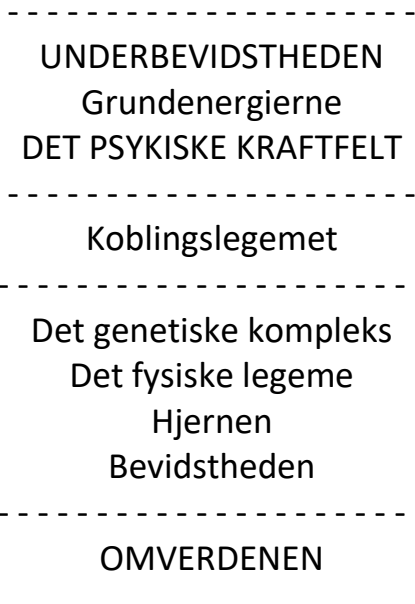 UNDERBEVIDSTHEDEN
Grundenergierne
DET PSYKISKE KRAFTFELT
Koblingslegemet
Det genetiske kompleks
Det fysiske legeme
Hjernen
Bevidstheden
OMVERDENEN